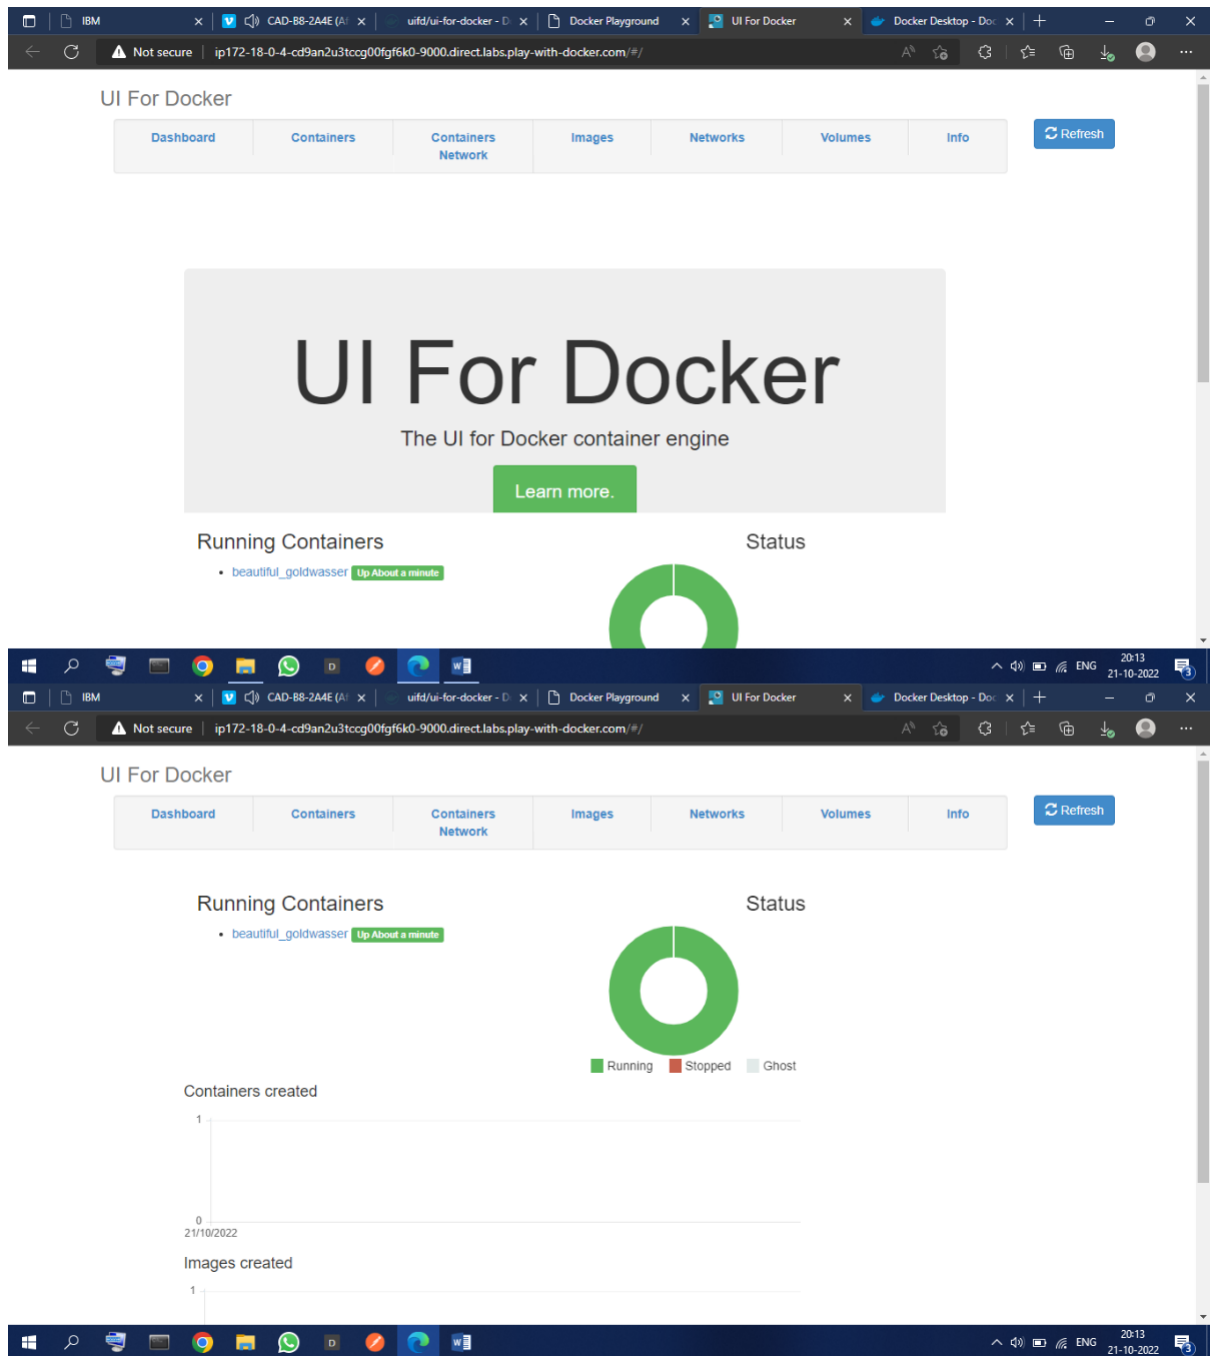 IBM CAD-B8-2A4E (Af uifd/ui-for-docker - D Docker Playground UI For Docker Docker Desktop - Doc
Not secure ip172-18-0-4-cd9an2u3tccg00fgf6k0-9000.direct.labs.play-with-docker.com/#/
UI For Docker
Dashboard Containers Containers Network Images Networks Volumes Info Refresh
UI For Docker
The UI for Docker container engine
Learn more.
Running Containers Status
beautiful_goldwasser Up About a minute
ENG 20:13
21-10-2022 3
IBM CAD-B8-2A4E (Af uifd/ui-for-docker - D Docker Playground UI For Docker Docker Desktop - Doc
Not secure ip172-18-0-4-cd9an2u3tccg00fgf6k0-9000.direct.labs.play-with-docker.com/#/
UI For Docker
Dashboard Containers Containers Network Images Networks Volumes Info Refresh
Running Containers Status
beautiful_goldwasser Up About a minute
Running Stopped Ghost
Containers created
1
0
21/10/2022
Images created
1
ENG 20:13
21-10-2022 3